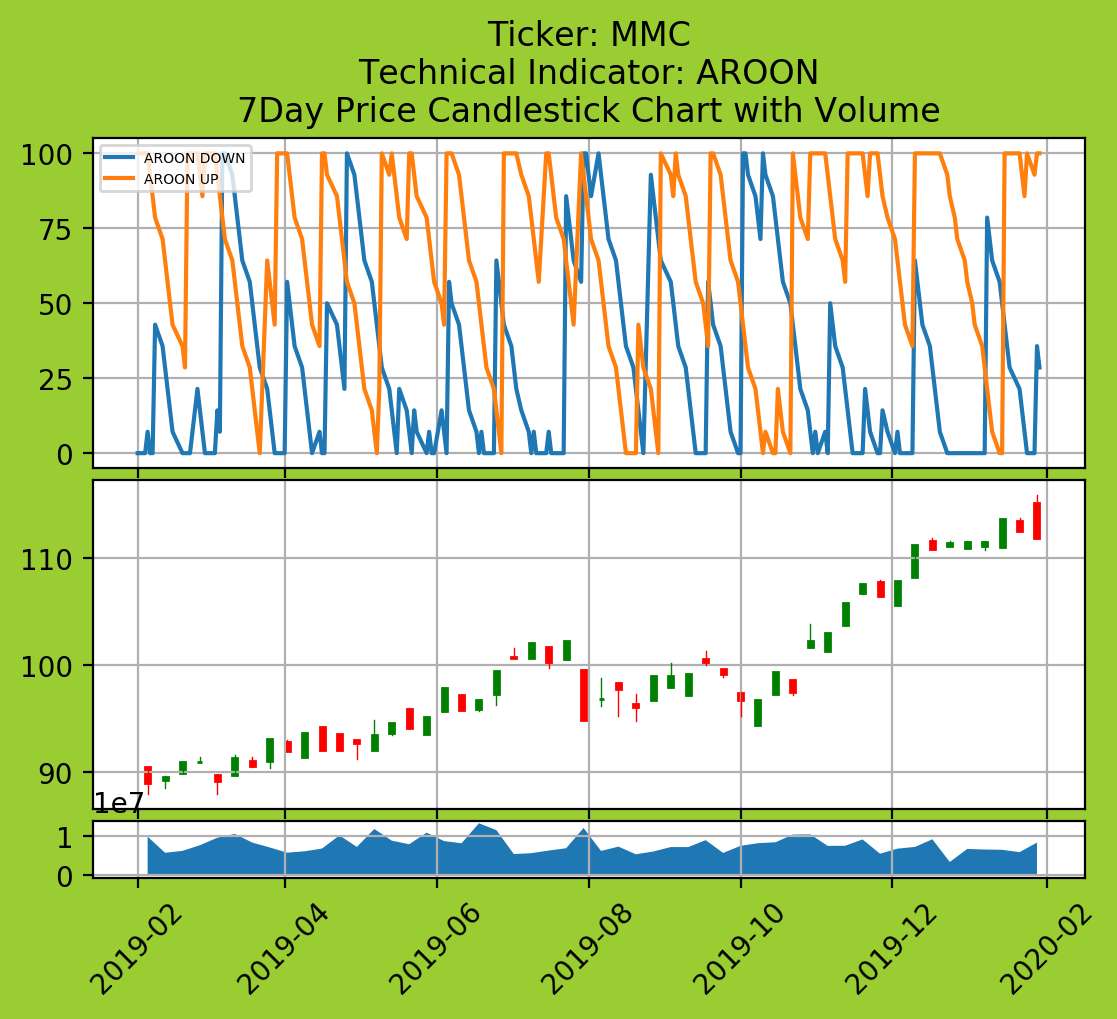 Ticker: MMC
Technical Indicator: AROON
7Day Price Candlestick Chart with Volume
100
75
50
25
0
AROON DOWN
AROON UP
110
100
90
1e7
1
0
2019-02
2019-04
2019-06
2019-08
2019-10
2019-12
2020-02